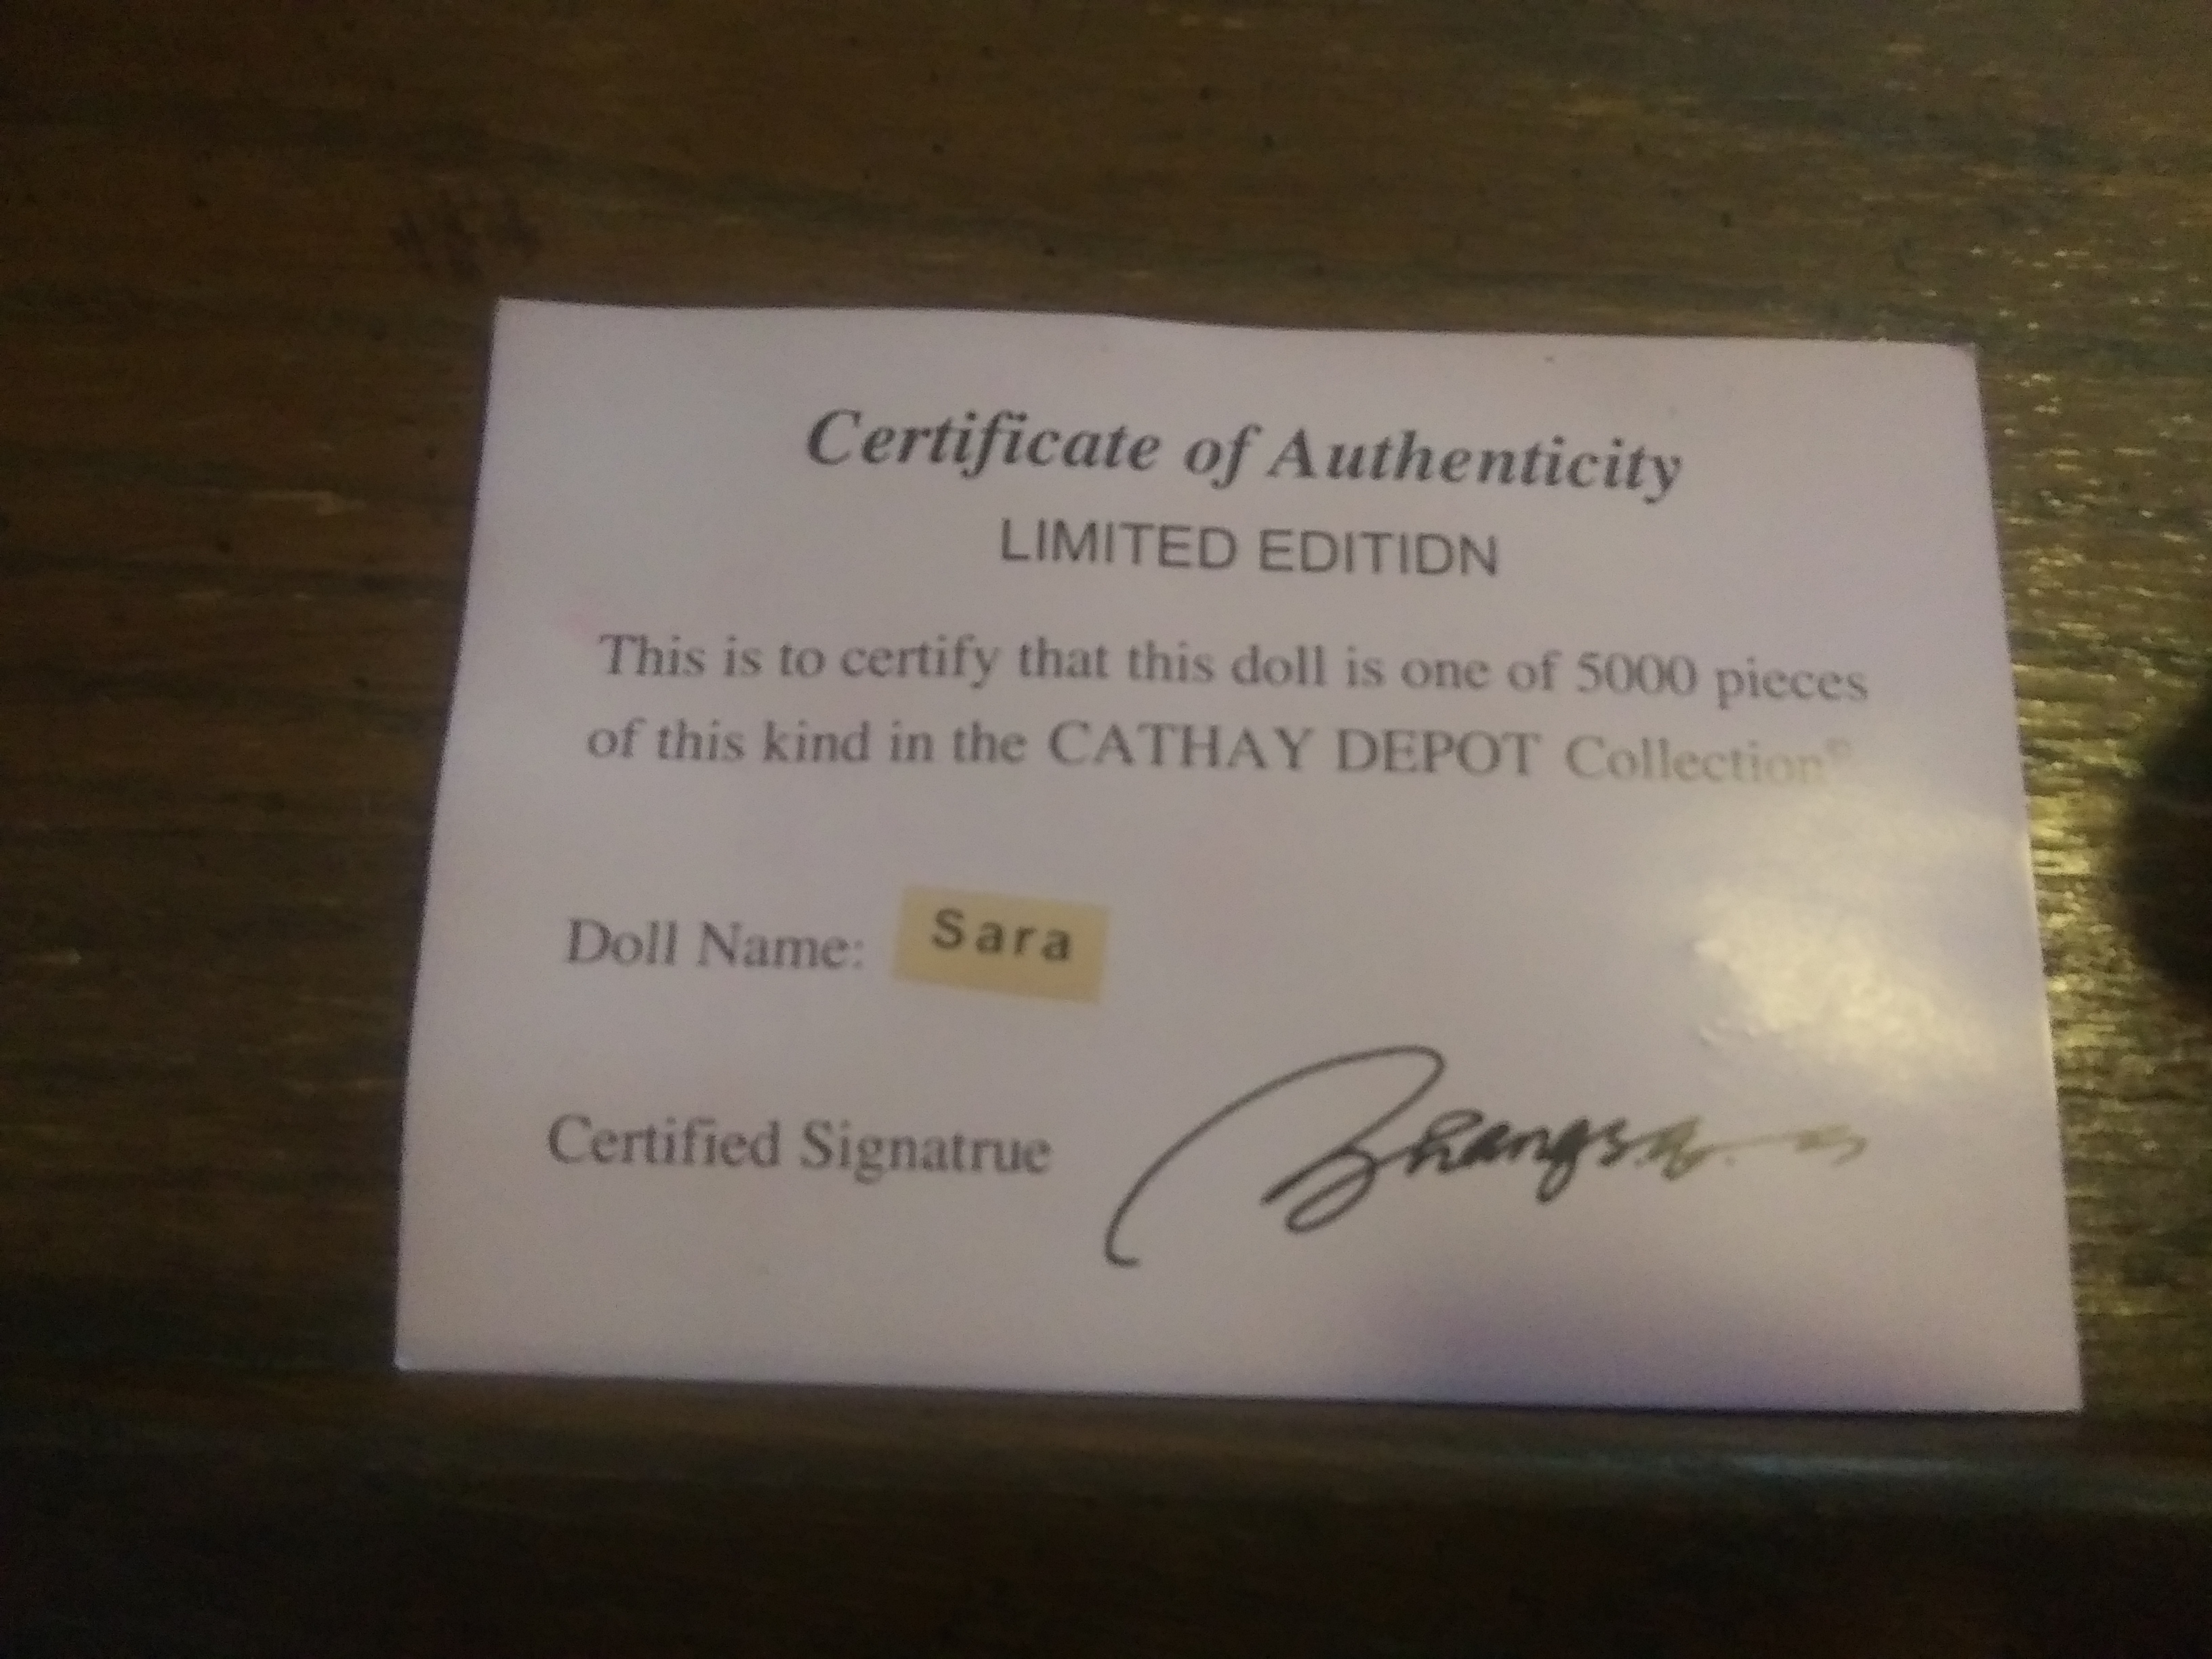 Certificate of Authenticity
LIMITED EDITIDN
This is to certify that this doll is one of 5000 pieces
of this kind in the CATHAY DEPOT Collection
Doll Name: Sara
Certified Signatrue